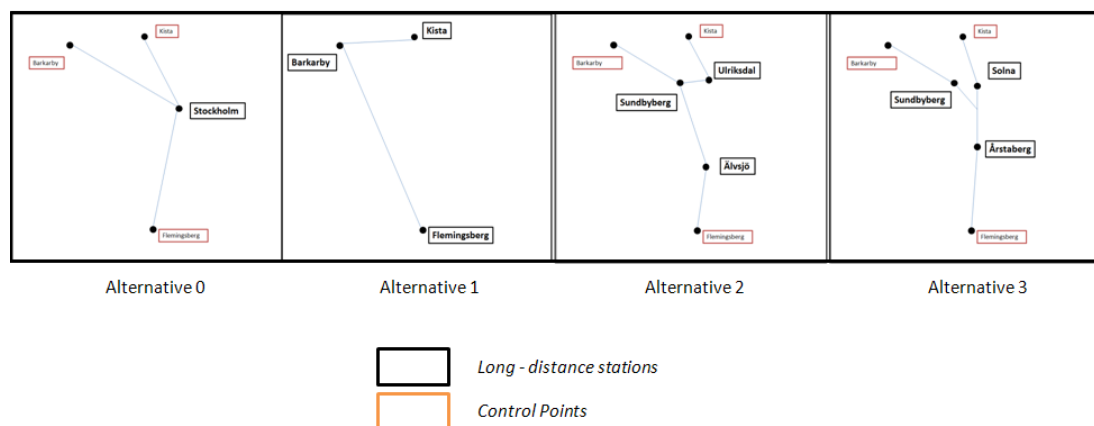 Kista
Barkarby
Stockholm
Flemingsberg
Kista
Barkarby
Flemingsberg
Kista
Barkarby
Ulriksdal
Sundbyberg
Älvsjö
Flemingsberg
Kista
Barkarby
Solna
Sundbyberg
Årstaberg
Flemingsberg
Alternative 0
Alternative 1
Alternative 2
Alternative 3
Long - distance stations
Control Points